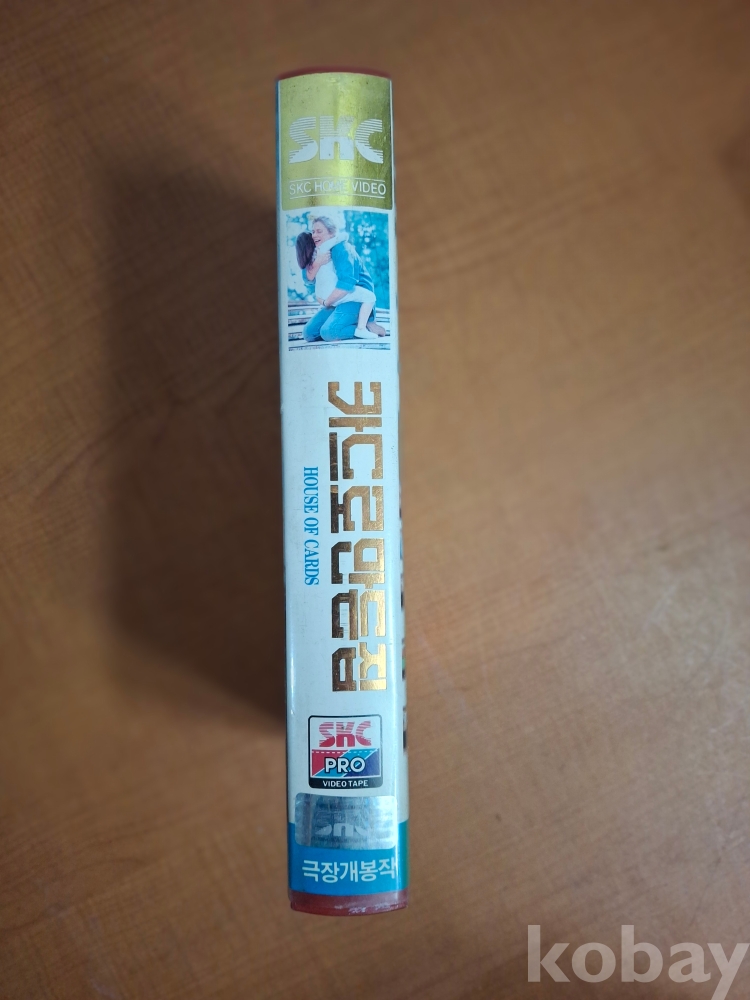 SKC
SKC HOME VIDEO
카드로만든집
HOUSE OF CARDS
SKC
PRO
VIDEO TAPE
SKC
극장개봉작
kobay